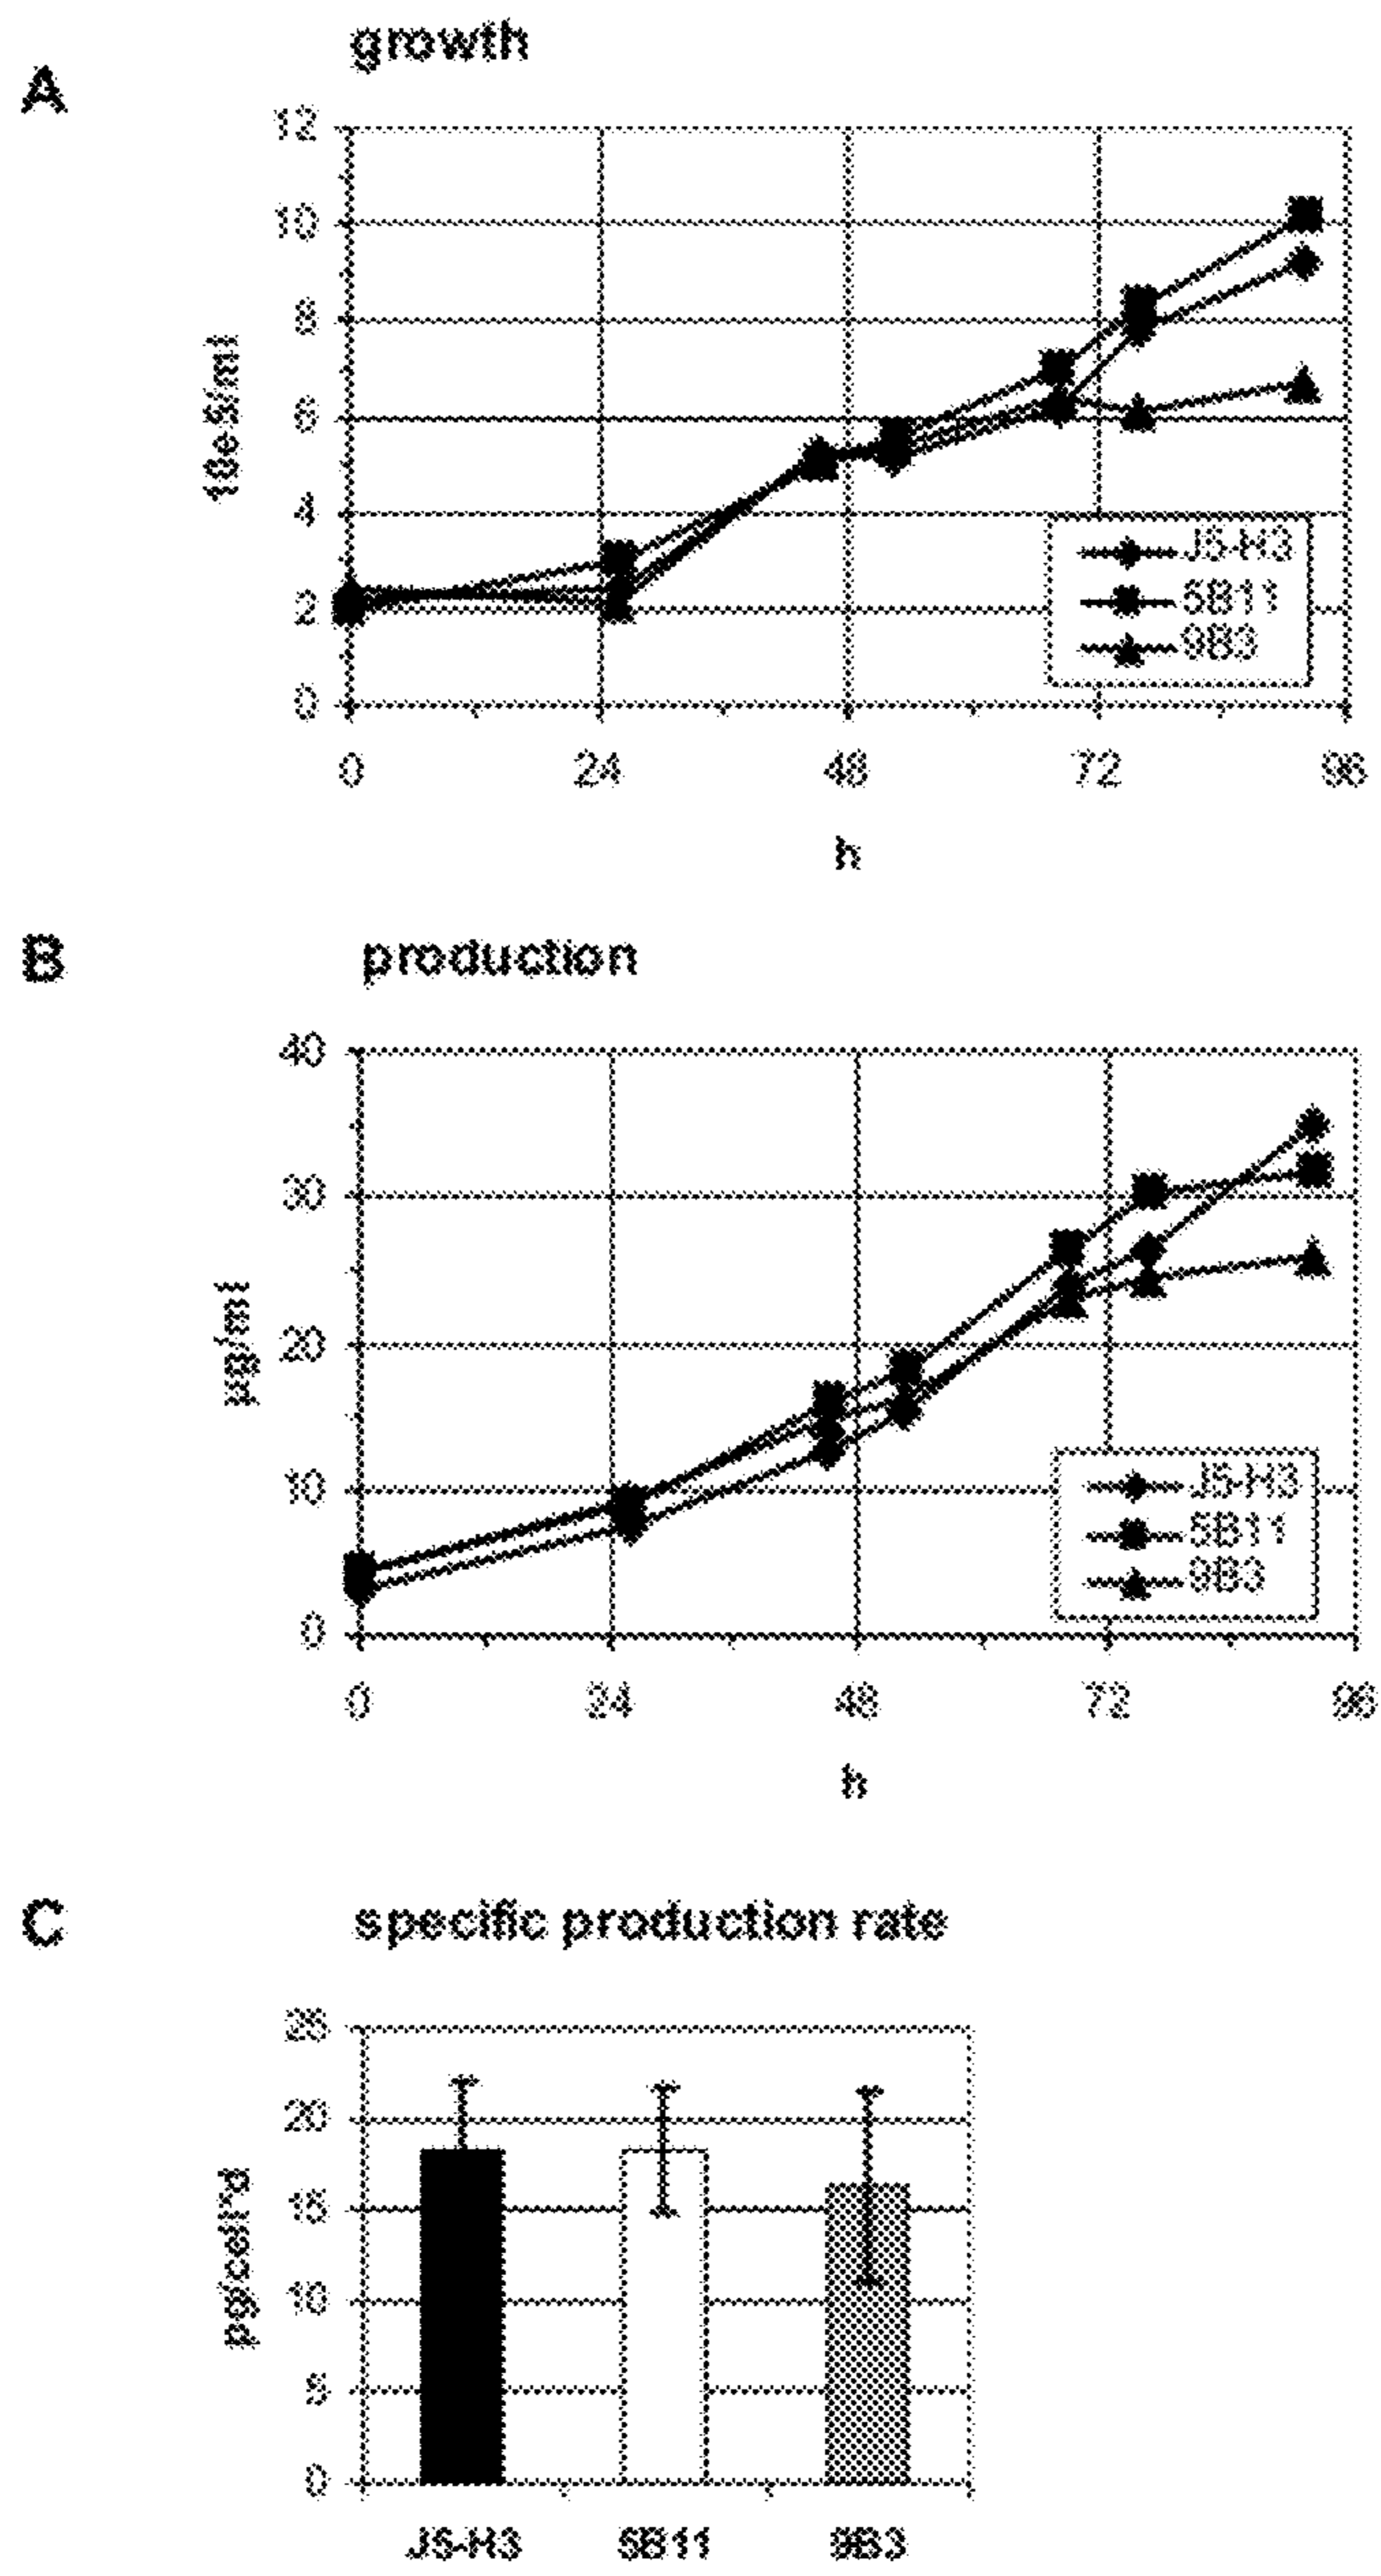 A
growth
12
10
8
6
4
2
0
10e5/ml
J5-H3
5B11
9B3
0 24 48 72 96
h
B
production
40
30
20
10
0
µg/ml
J5-H3
5B11
9B3
0 24 48 72 96
h
C
specific production rate
25
20
15
10
5
0
pg/cell*d
J5-H3 5B11 9B3